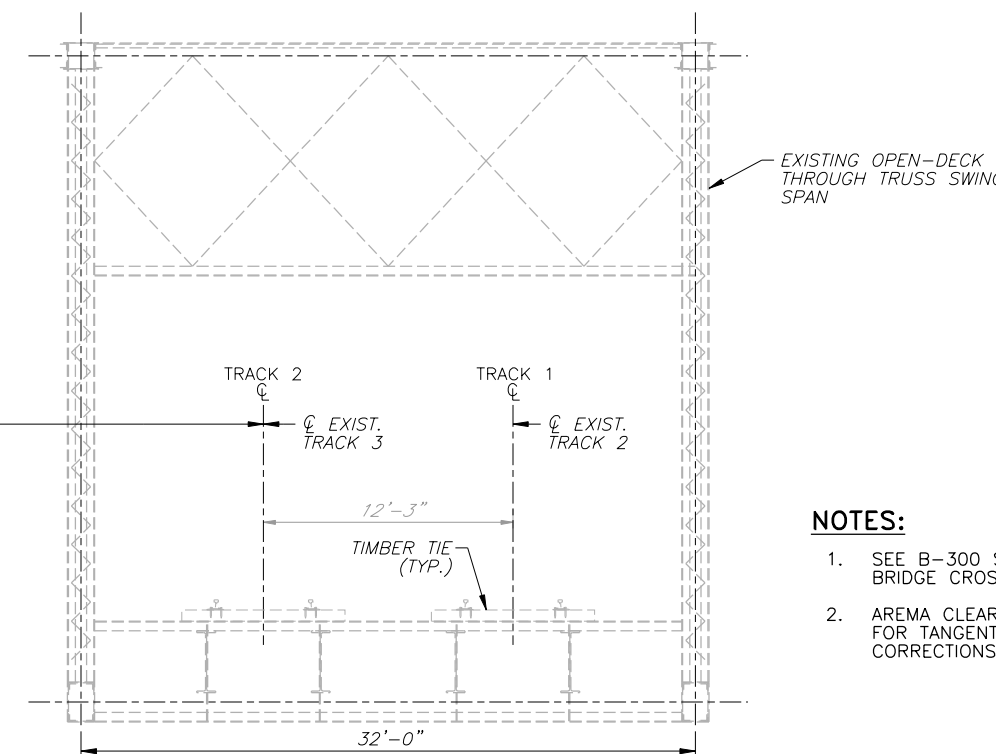 EXISTING OPEN-DECK
THROUGH TRUSS SWING
SPAN
TRACK 2
℄
TRACK 1
℄
℄ EXIST.
TRACK 3
℄ EXIST.
TRACK 2
12'-3"
TIMBER TIE
(TYP.)
32'-0"
NOTES:
1. SEE B-300
BRIDGE CROS
2. AREMA CLEAR
FOR TANGENT
CORRECTIONS